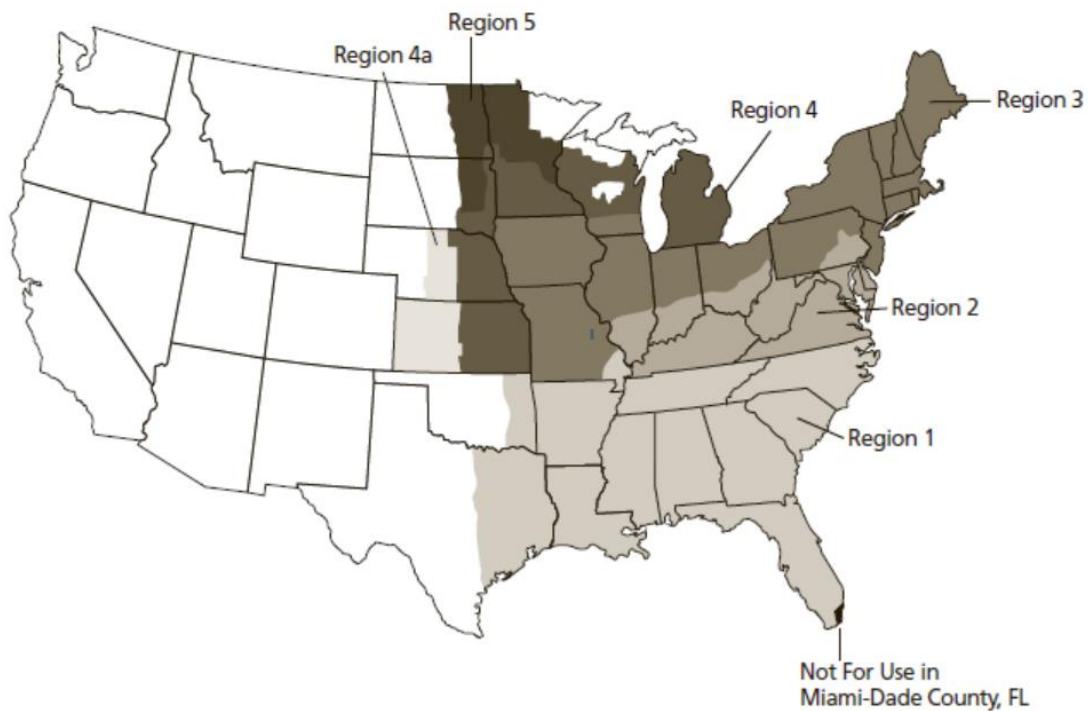 Region 5
Region 4a
Region 4
Region 3
Region 2
Region 1
Not For Use in
Miami-Dade County, FL